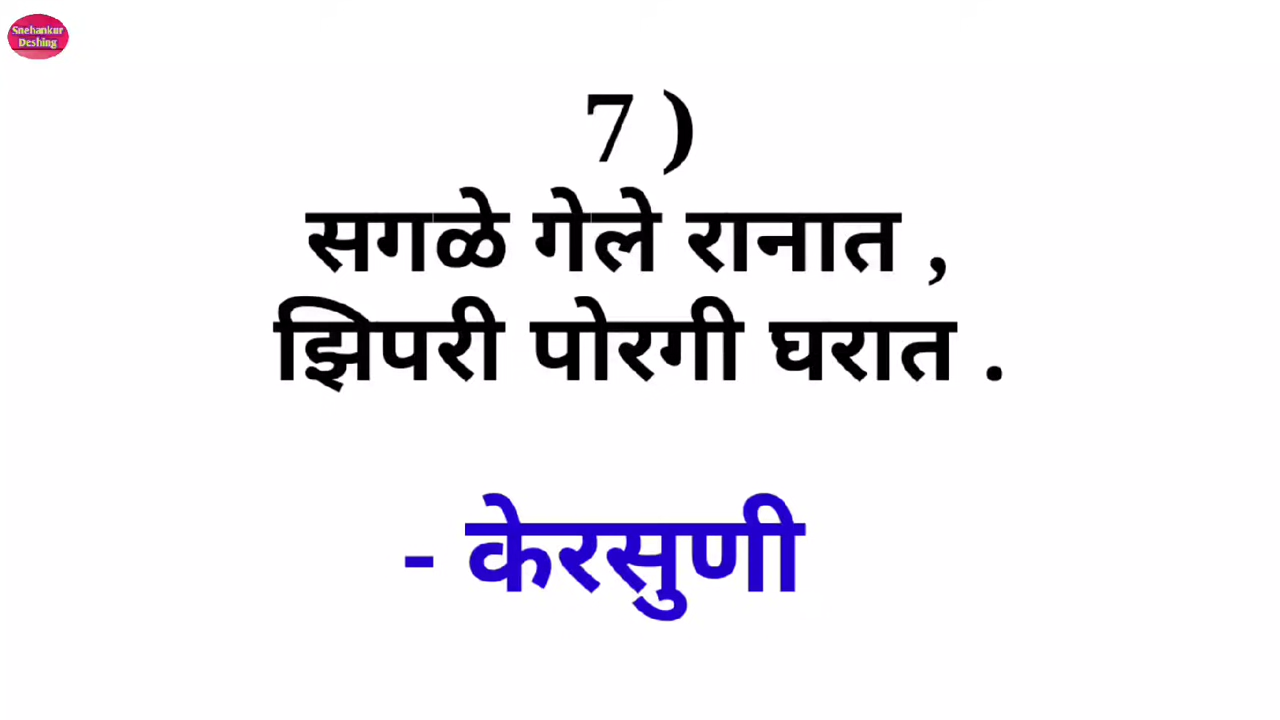 Snehankur
Deshing
7 )
सगळे गेले रानात ,
झिपरी पोरगी घरात .
- केरसुणी